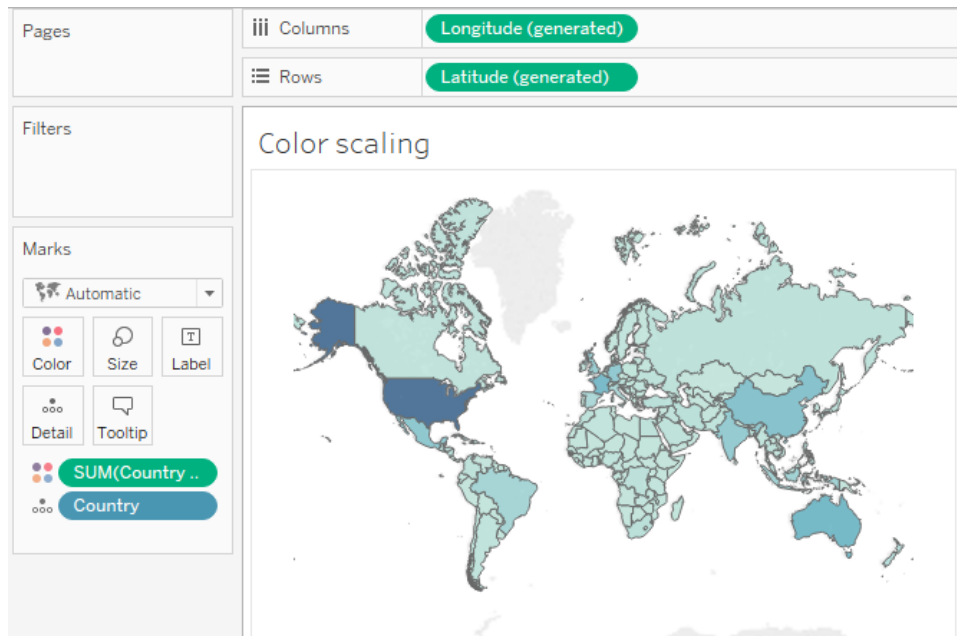 Pages
Columns
Longitude (generated)
Rows
Latitude (generated)
Filters
Color scaling
Marks
Automatic
Color
Size
T
Label
Detail
Tooltip
SUM(Country ..
Country